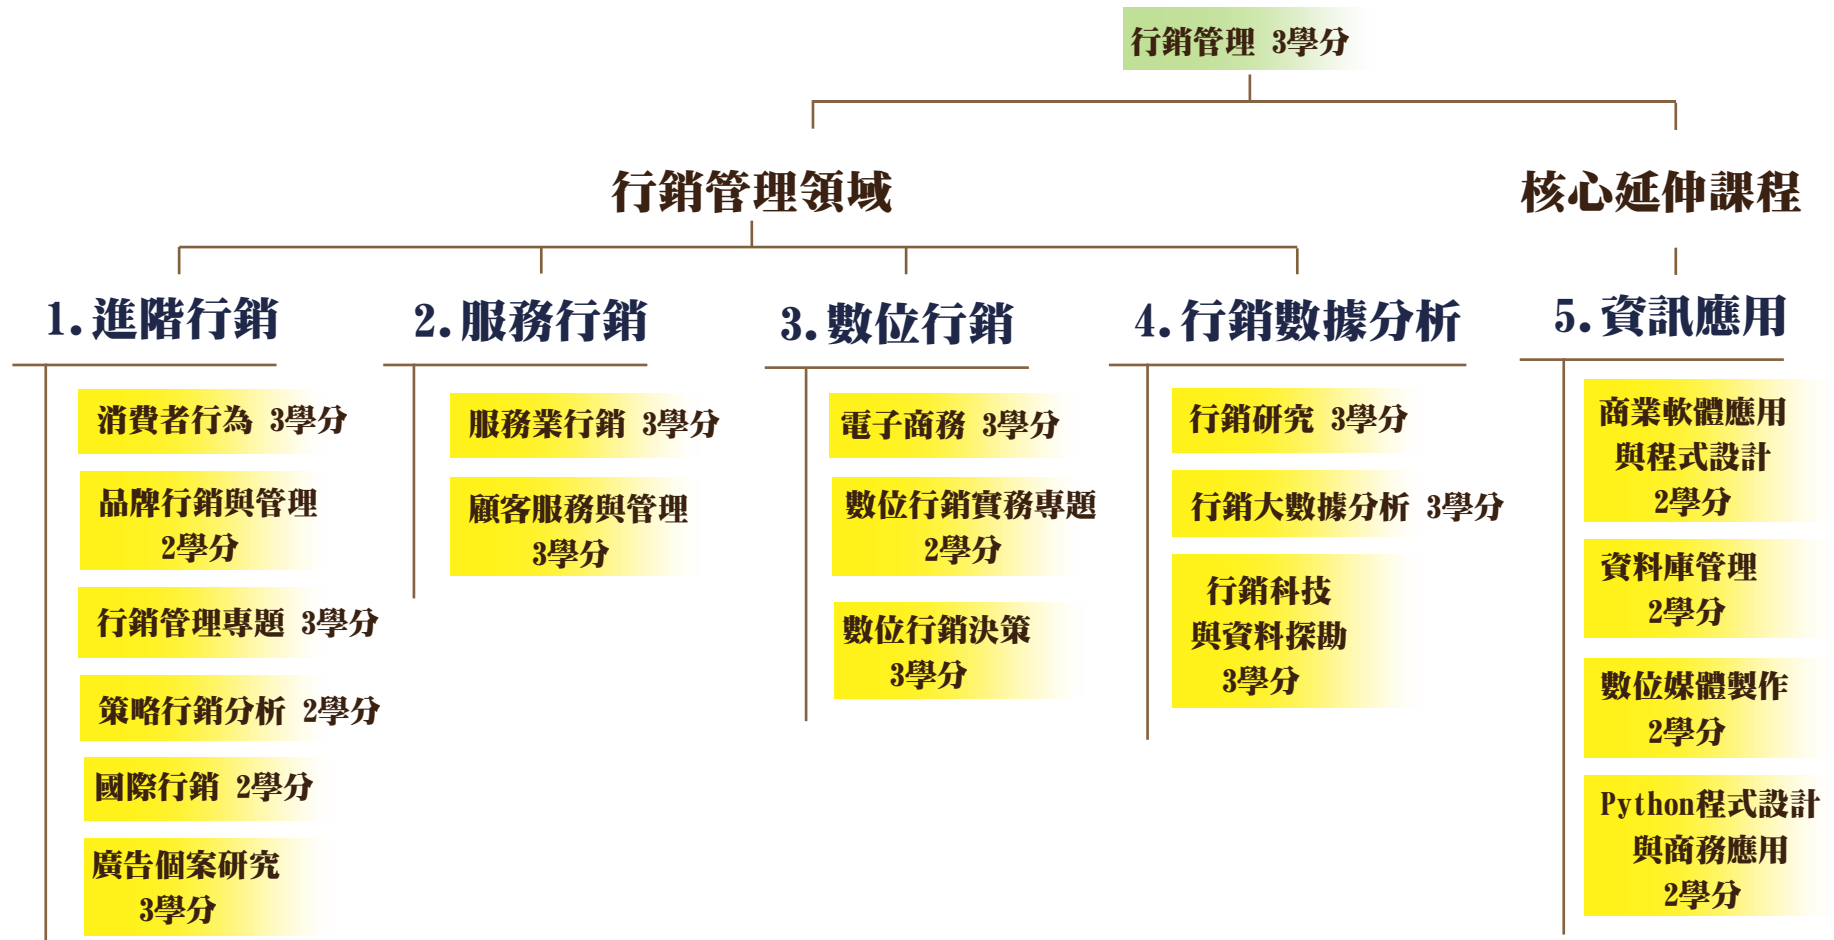 行銷管理 3學分
行銷管理領域
核心延伸課程
1.進階行銷
消費者行為 3學分
品牌行銷與管理
2學分
行銷管理專題 3學分
策略行銷分析 2學分
國際行銷 2學分
廣告個案研究
3學分
2.服務行銷
服務業行銷 3學分
顧客服務與管理
3學分
3.數位行銷
電子商務 3學分
數位行銷實務專題
2學分
數位行銷決策
3學分
4.行銷數據分析
行銷研究 3學分
行銷大數據分析 3學分
行銷科技
與資料探勘
3學分
5.資訊應用
商業軟體應用
與程式設計
2學分
資料庫管理
2學分
數位媒體製作
2學分
Python程式設計
與商務應用
2學分